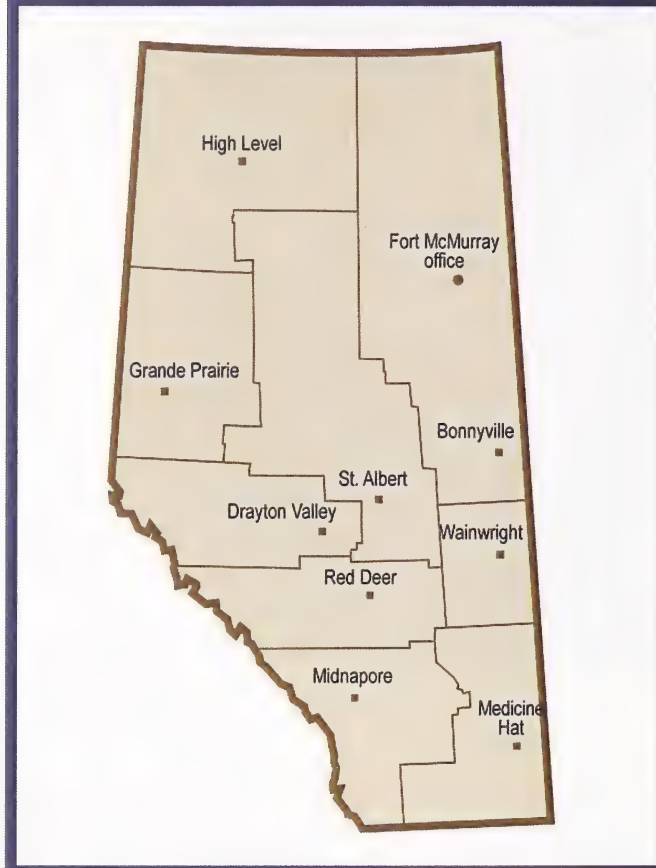 High Level
Fort McMurray
office
Grande Prairie
Bonnyville
St. Albert
Drayton Valley
Wainwright
Red Deer
Midnapore
Medicine
Hat